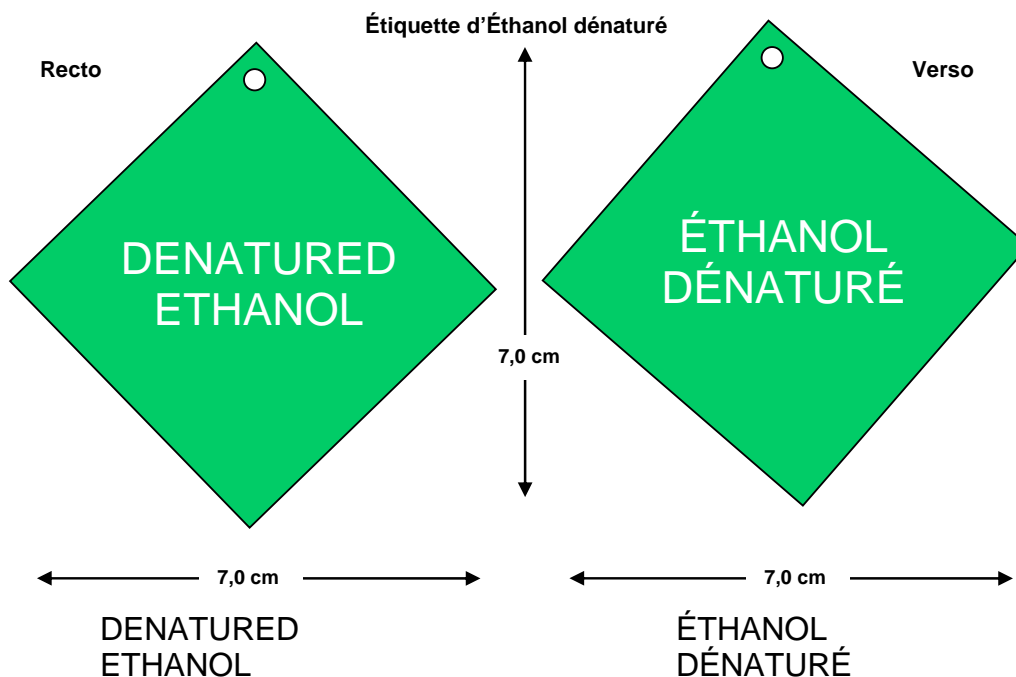 Étiquette d’Éthanol dénaturé
Recto
Verso
DENATURED
ETHANOL
ÉTHANOL
DÉNATURÉ
7,0 cm
7,0 cm
7,0 cm
DENATURED
ETHANOL
ÉTHANOL
DÉNATURÉ